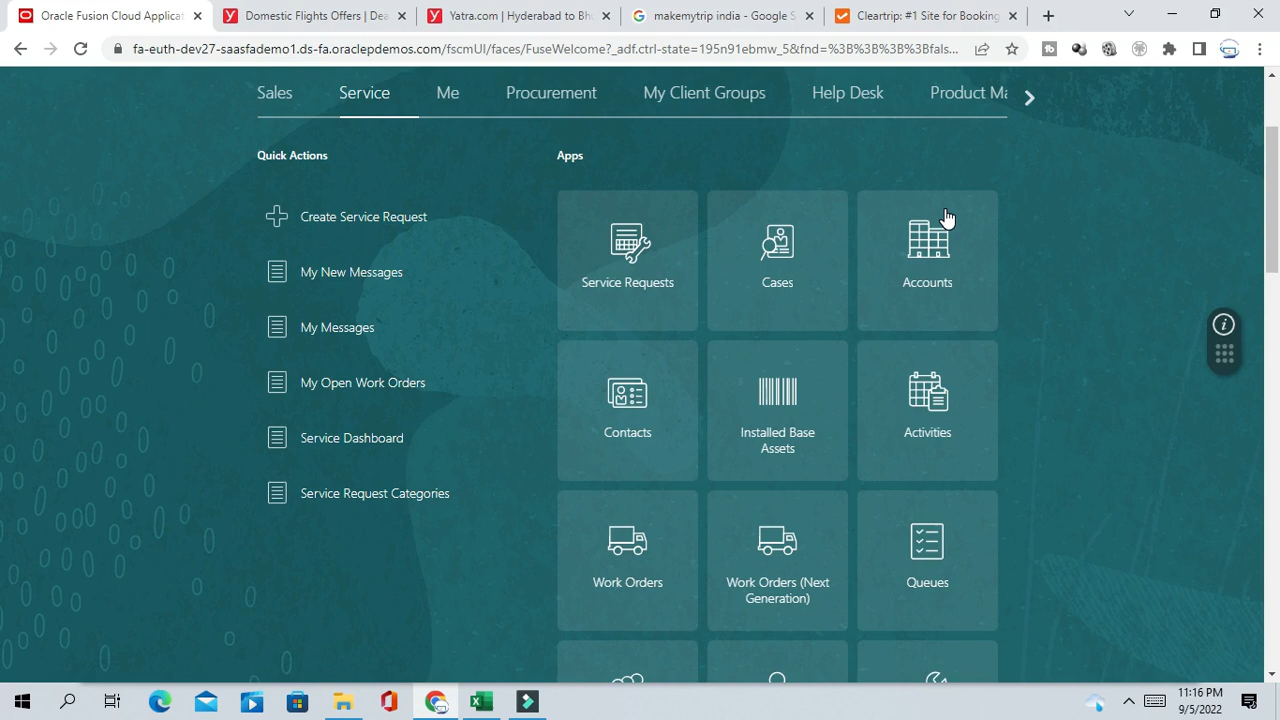 Oracle Fusion Cloud Applicat
Domestic Flights Offers | Dea
Yatra.com | Hyderabad to Bh
makemytrip india - Google S
Cleartrip: #1 Site for Booking
fa-euth-dev27-saasfademo1.ds-fa.oraclepdemos.com/fscmUI/faces/FuseWelcome?_adf.ctrl-state=195n91eomw_5&fnd=%3B%3B%3B%3Bfals...
Sales
Service
Me
Procurement
My Client Groups
Help Desk
Product Ma
Quick Actions
Apps
Create Service Request
My New Messages
My Messages
My Open Work Orders
Service Dashboard
Service Request Categories
Service Requests
Cases
Accounts
Contacts
Installed Base
Assets
Activities
Work Orders
Work Orders (Next
Generation)
Queues
11:16 PM
9/5/2022